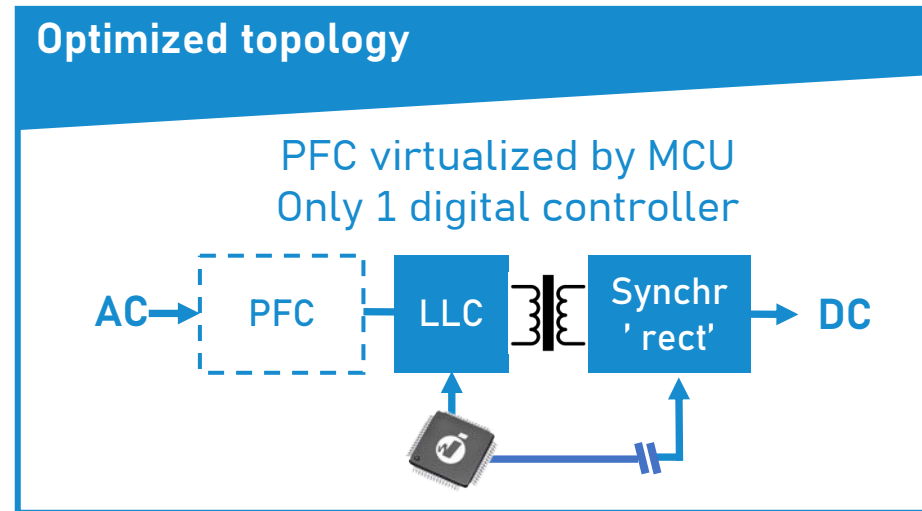 Optimized topology
PFC virtualized by MCU
Only 1 digital controller
AC
PFC
LLC
Synchr
' rect'
DC